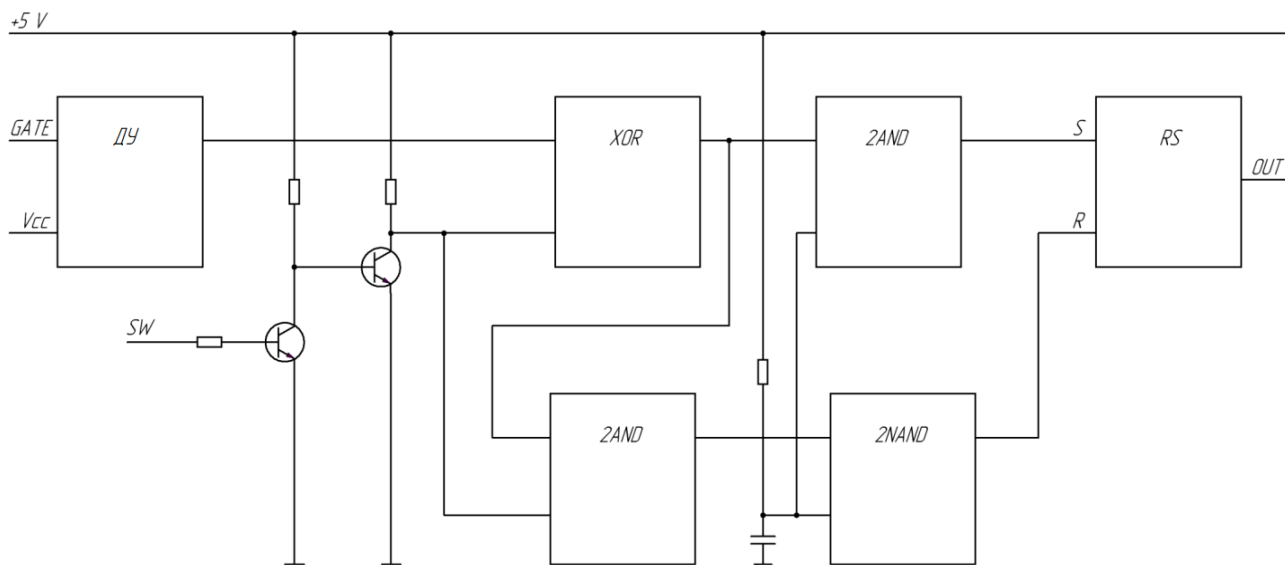 +5 V
GATE
ДУ
XOR
2AND
S
RS
OUT
Vcc
R
SW
2AND
2NAND